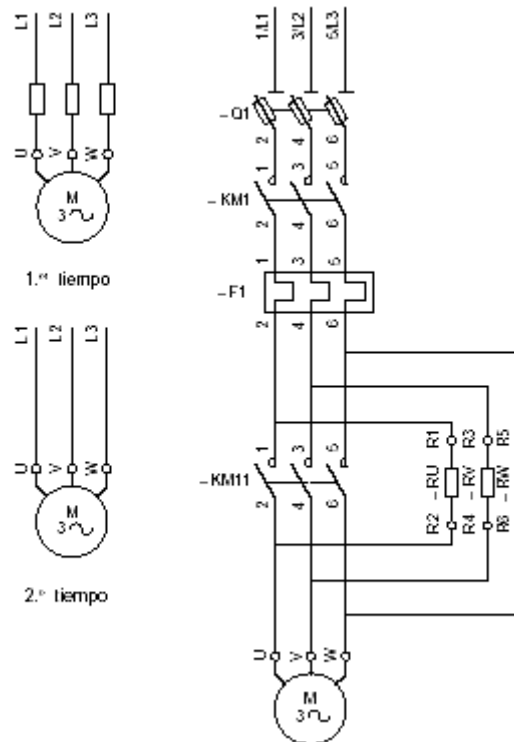 L1 L2 L3
U V W
M
3
1.er tiempo
L1 L2 L3
U V W
M
3
2.º tiempo
1/L1 3/L2 5/L3
– Q1
2 4 6
1 3 5
– KM1
2 4 6
1 3 5
– F1
2 4 6
R1 R3 R5
1 3 5
– KM11
– RU – RV – RW
2 4 6
R2 R4 R6
U V W
M
3